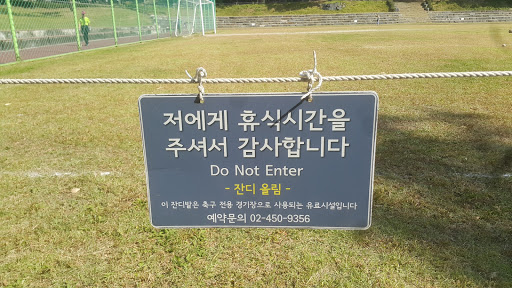 저에게 휴식시간을
주셔서 감사합니다
Do Not Enter
- 잔디 올림 -
이 잔디밭은 축구 전용 경기장으로 사용되는 유료시설입니다
예약문의 02-450-9356